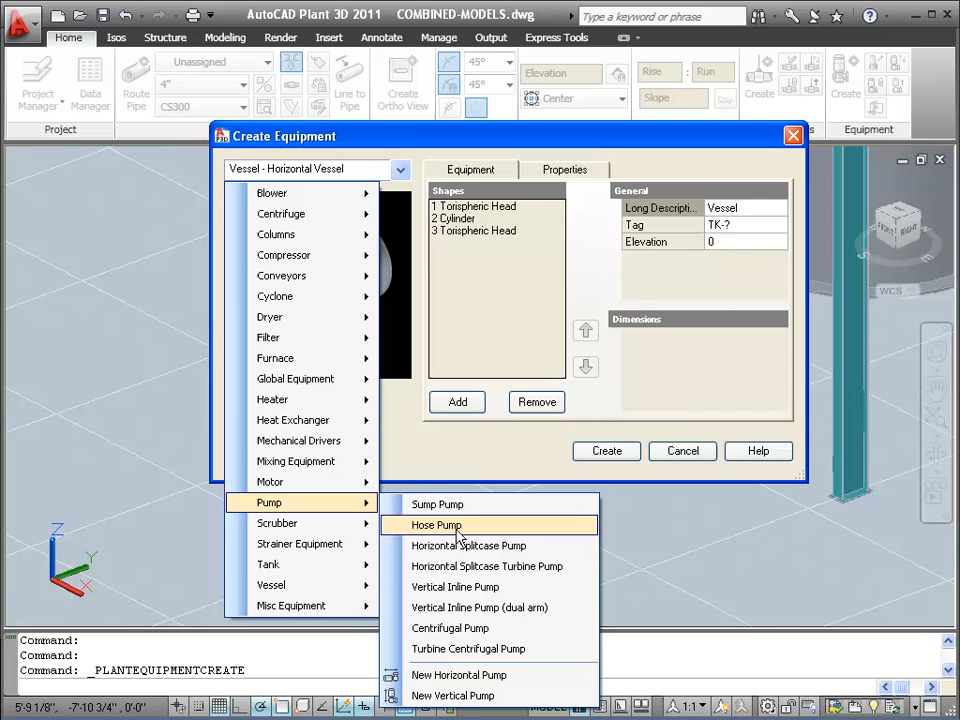 AutoCAD Plant 3D 2011 COMBINED-MODELS.dwg
Type a keyword or phrase
Home Isos Structure Modeling Render Insert Annotate Manage Output Express Tools
Project Manager
Data Manager
Route Pipe
Unassigned
4"
CS300
Line to Pipe
Create Ortho View
45°
45°
Elevation
Center
Rise : Run
Slope
Create
Create
Project
Equipment
Create Equipment
Vessel - Horizontal Vessel
Equipment Properties
Shapes
1 Torispheric Head
2 Cylinder
3 Torispheric Head
General
Long Descripti... Vessel
Tag TK-?
Elevation 0
Dimensions
Add Remove
Create Cancel Help
Blower
Centrifuge
Columns
Compressor
Conveyors
Cyclone
Dryer
Filter
Furnace
Global Equipment
Heater
Heat Exchanger
Mechanical Drivers
Mixing Equipment
Motor
Pump
Scrubber
Strainer Equipment
Tank
Vessel
Misc Equipment
Sump Pump
Hose Pump
Horizontal Splitcase Pump
Horizontal Splitcase Turbine Pump
Vertical Inline Pump
Vertical Inline Pump (dual arm)
Centrifugal Pump
Turbine Centrifugal Pump
New Horizontal Pump
New Vertical Pump
WCS
Z
Y
X
Command:
Command:
Command: _PLANTEQUIPMENTCREATE
5'-9 1/8", -7'-10 3/4", 0'-0"
MODEL
1:1